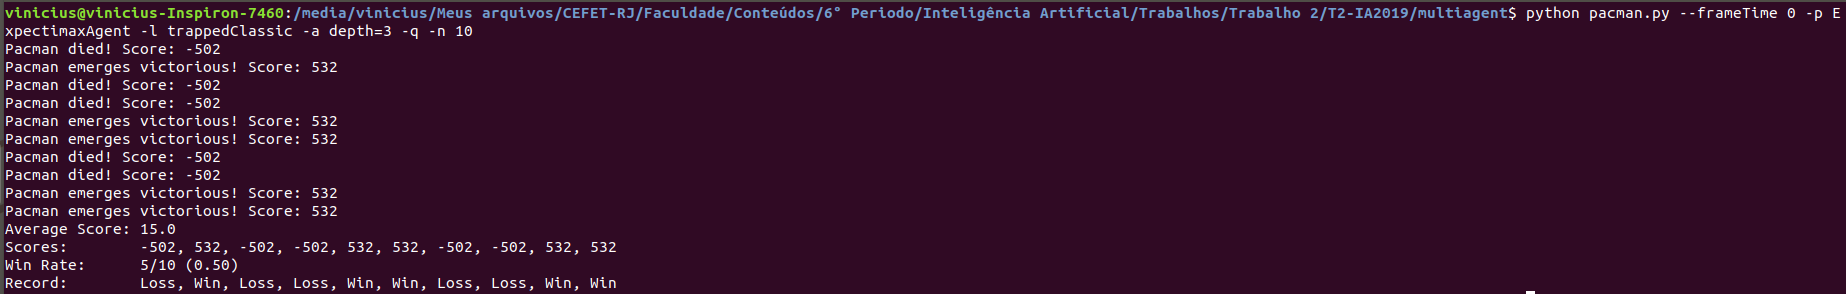 vinicius@vinicius-Inspiron-7460:/media/vinicius/Meus arquivos/CEFET-RJ/Faculdade/Conteúdos/6° Periodo/Inteligência Artificial/Trabalhos/Trabalho 2/T2-IA2019/multiagent$ python pacman.py --frameTime 0 -p E
xpectimaxAgent -l trappedClassic -a depth=3 -q -n 10
Pacman died! Score: -502
Pacman emerges victorious! Score: 532
Pacman died! Score: -502
Pacman died! Score: -502
Pacman emerges victorious! Score: 532
Pacman emerges victorious! Score: 532
Pacman died! Score: -502
Pacman died! Score: -502
Pacman emerges victorious! Score: 532
Pacman emerges victorious! Score: 532
Average Score: 15.0
Scores:        -502, 532, -502, -502, 532, 532, -502, -502, 532, 532
Win Rate:      5/10 (0.50)
Record:        Loss, Win, Loss, Loss, Win, Win, Loss, Loss, Win, Win